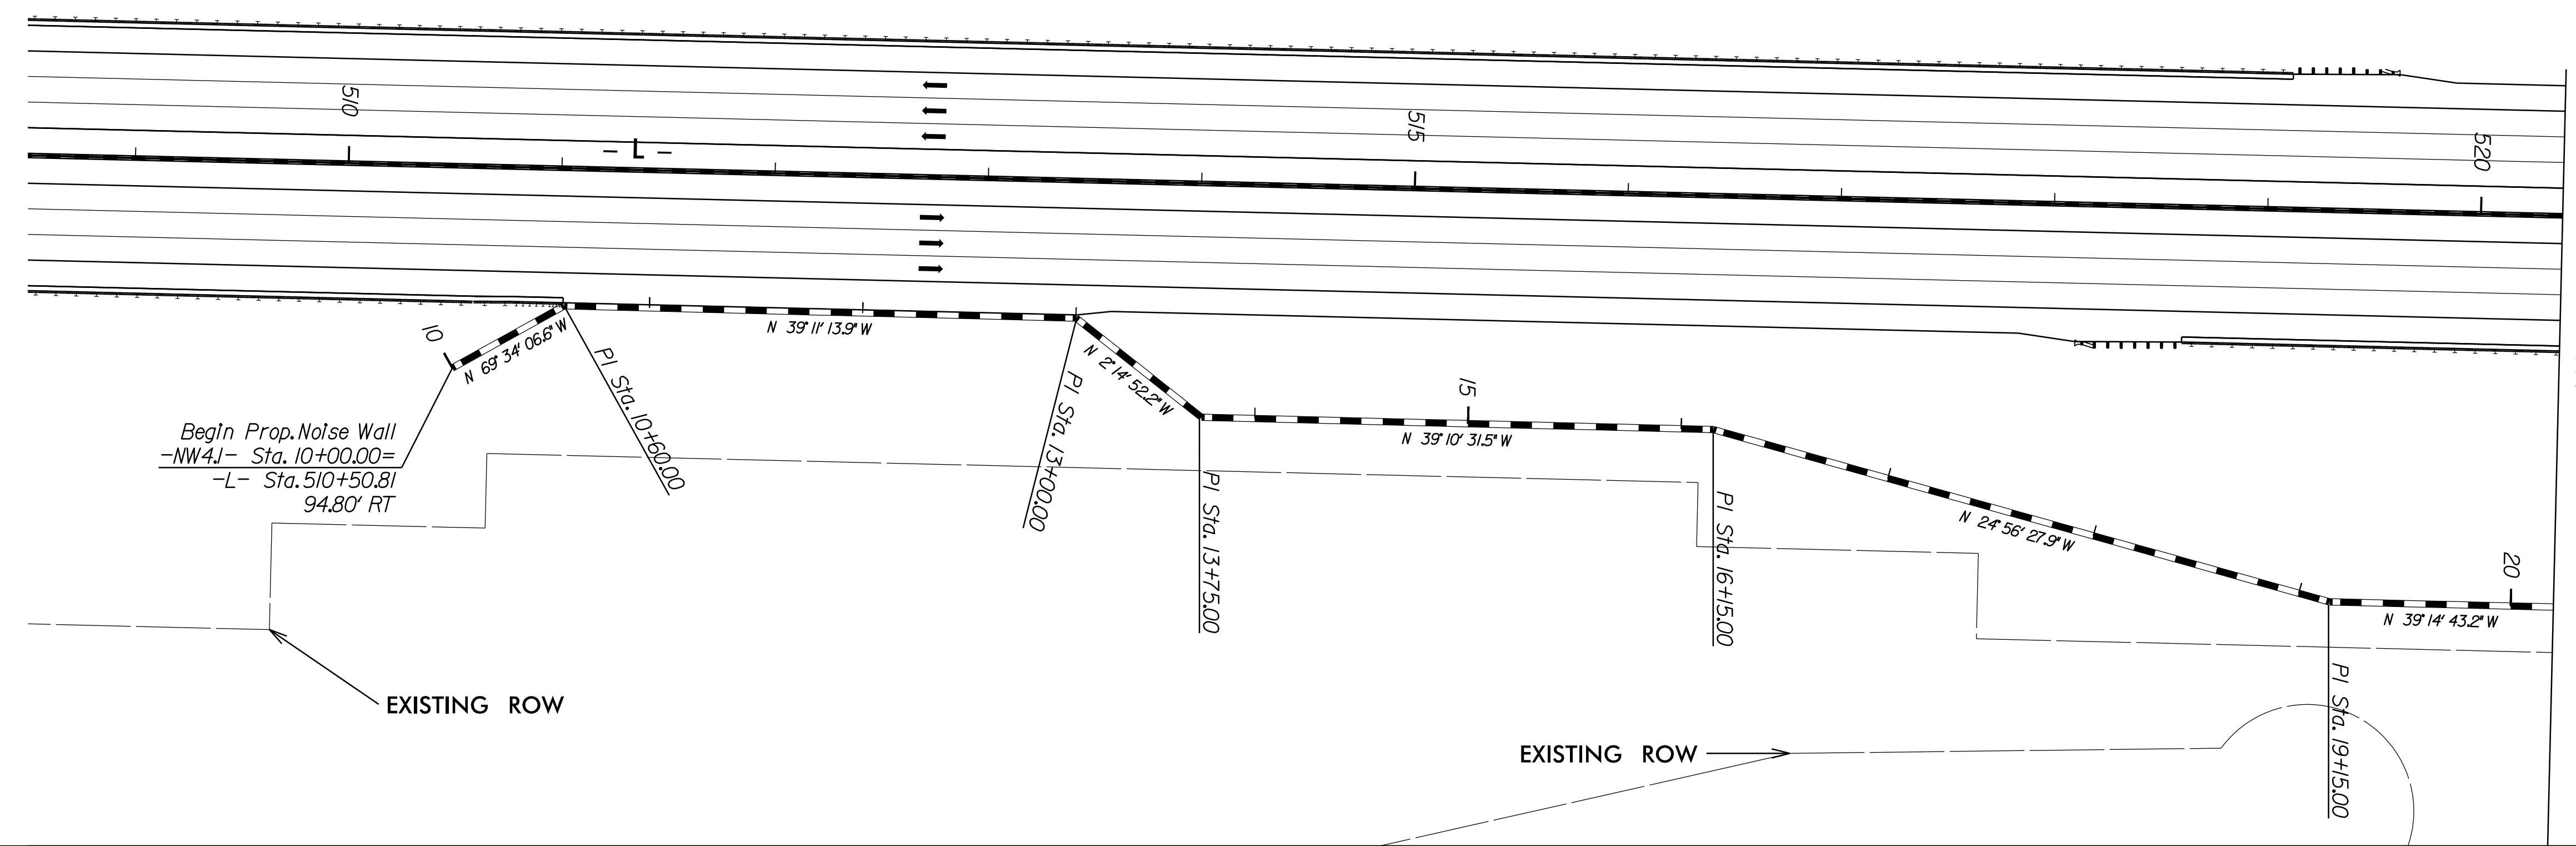 510
515
520
– L –
10
N 69° 34' 06.6" W
N 39° 11' 13.9" W
N 2° 14' 52.2" W
15
N 39° 10' 31.5" W
N 24° 56' 27.9" W
20
N 39° 14' 43.2" W
PI Sta. 10+60.00
PI Sta. 13+00.00
PI Sta. 13+75.00
PI Sta. 16+15.00
PI Sta. 19+15.00
Begin Prop. Noise Wall
-NW4.1- Sta. 10+00.00=
-L- Sta. 510+50.81
94.80' RT
EXISTING ROW
EXISTING ROW